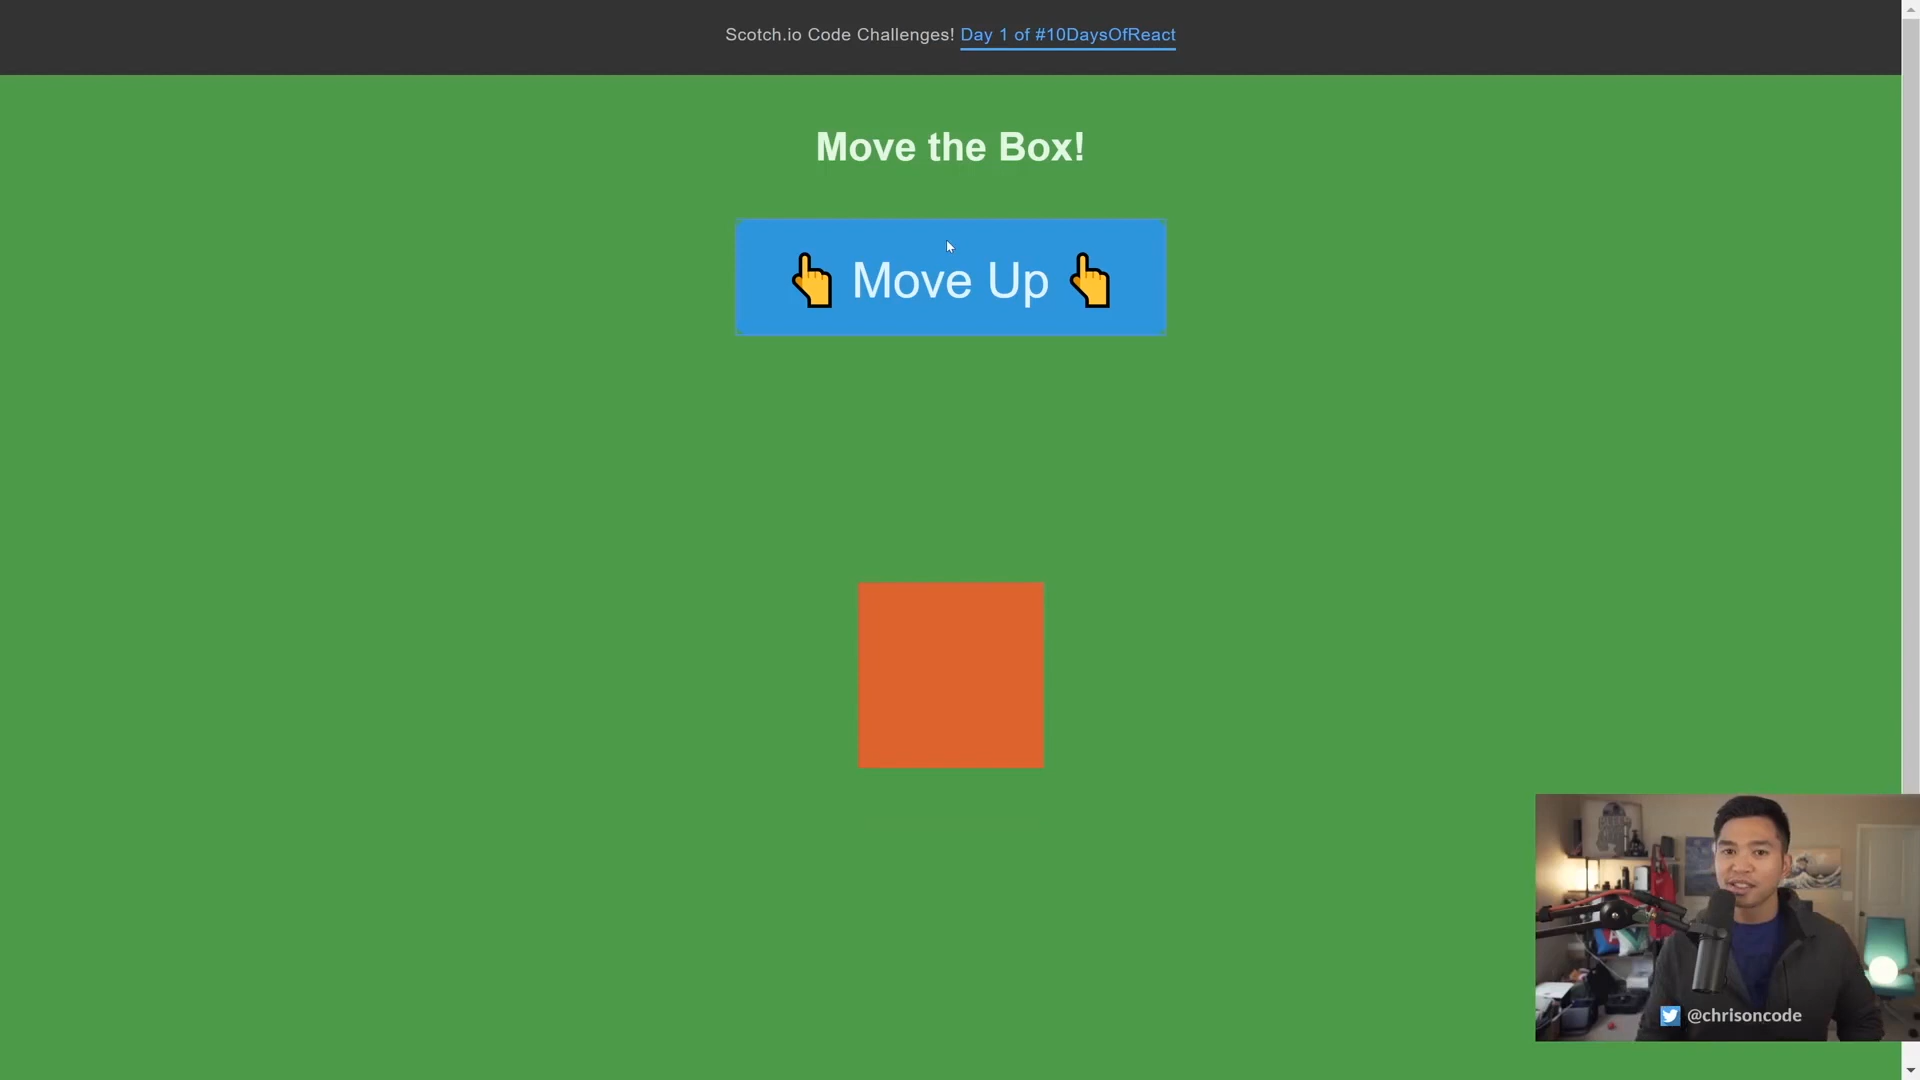 Scotch.io Code Challenges! Day 1 of #10DaysOfReact
Move the Box!
👆 Move Up 👆
@chrisoncode